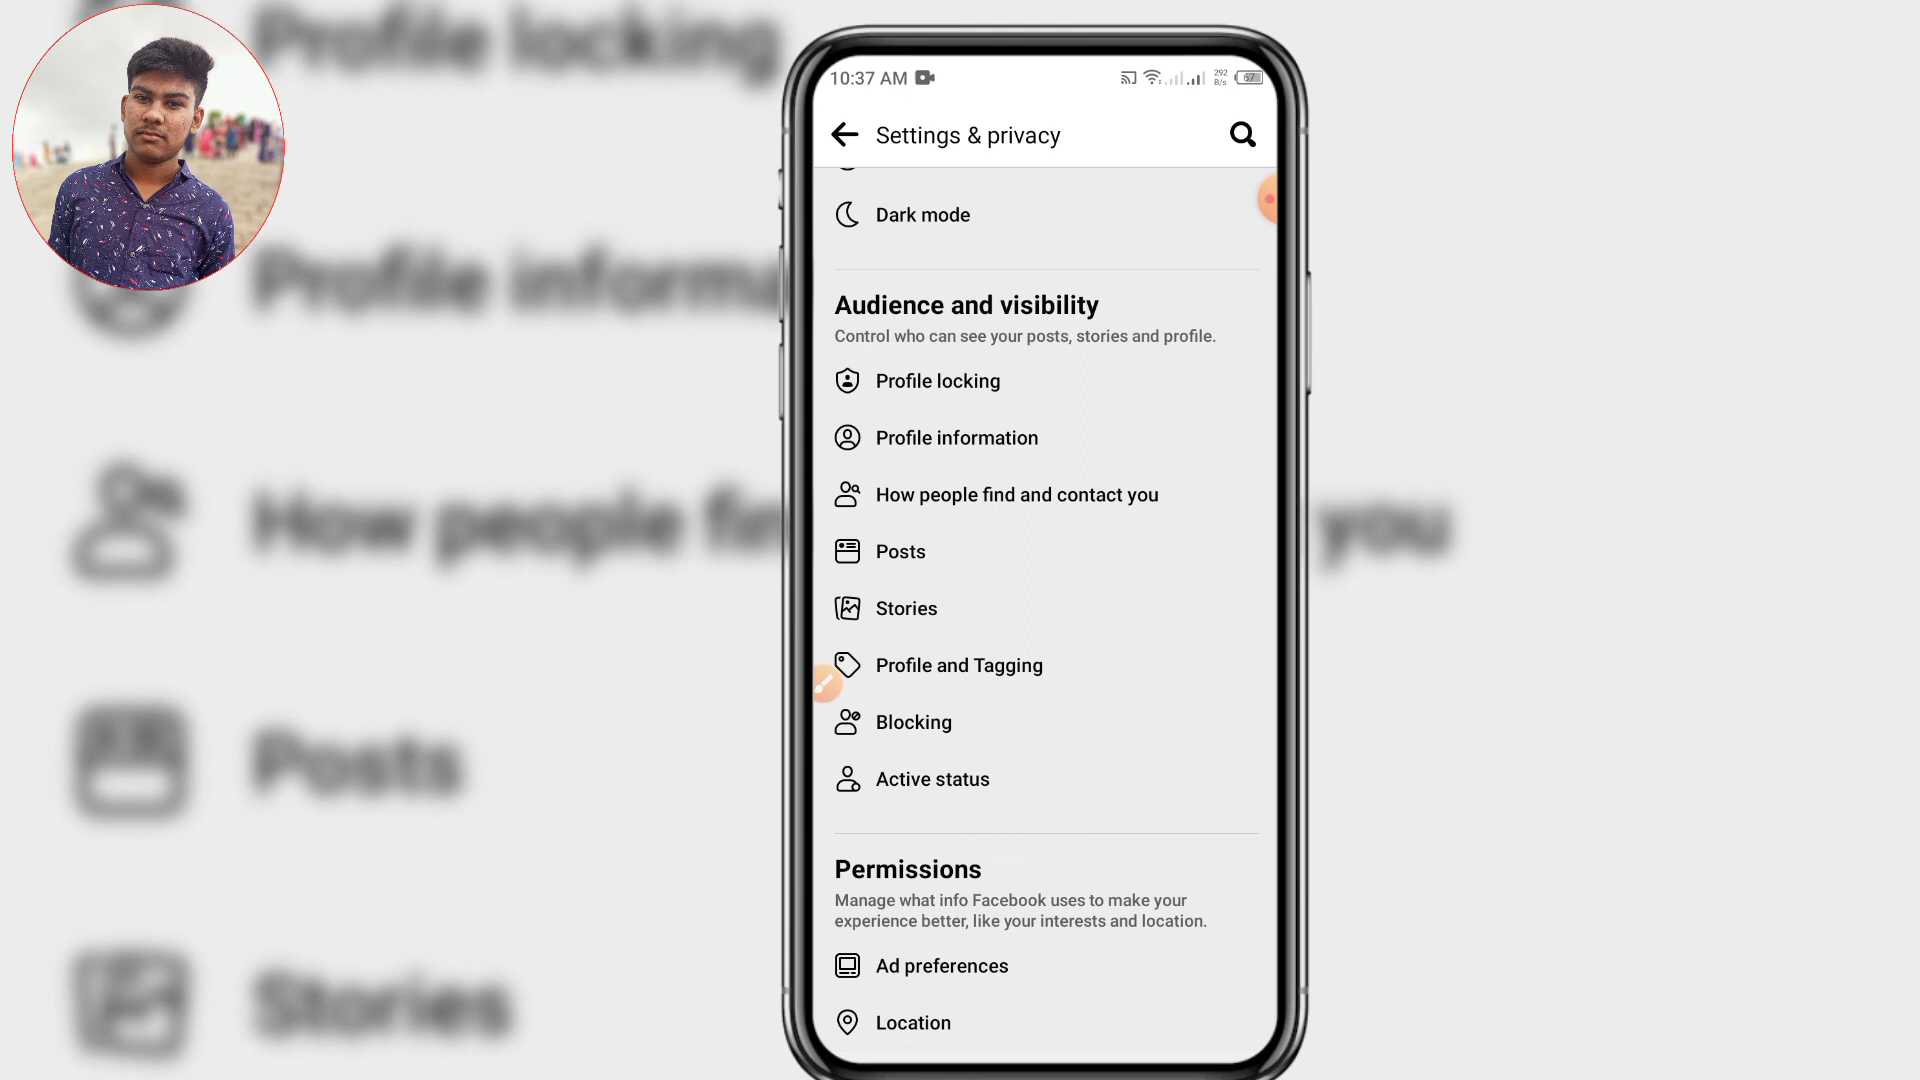 Profile locking
Profile informa
How people fin
you
Posts
Stories
10:37 AM
292
B/s
67
Settings & privacy
Dark mode
Audience and visibility
Control who can see your posts, stories and profile.
Profile locking
Profile information
How people find and contact you
Posts
Stories
Profile and Tagging
Blocking
Active status
Permissions
Manage what info Facebook uses to make your
experience better, like your interests and location.
Ad preferences
Location